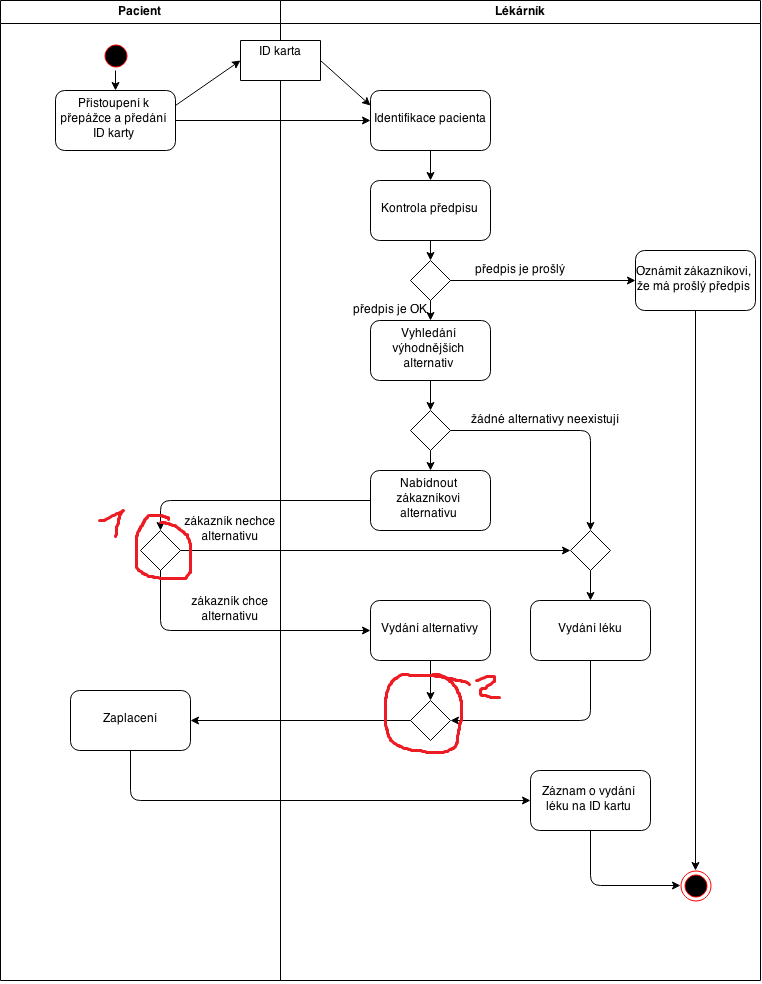 Pacient
Lékárník
ID karta
Přistoupení k
přepážce a předání
ID karty
Identifikace pacienta
Kontrola předpisu
předpis je prošlý
Oznámit zákazníkovi,
že má prošlý předpis
předpis je OK
Vyhledání
výhodnějších
alternativ
žádné alternativy neexistují
Nabídnout
zákazníkovi
alternativu
1
zákazník nechce
alternativu
zákazník chce
alternativu
Vydání alternativy
Vydání léku
2
Zaplacení
Záznam o vydání
léku na ID kartu